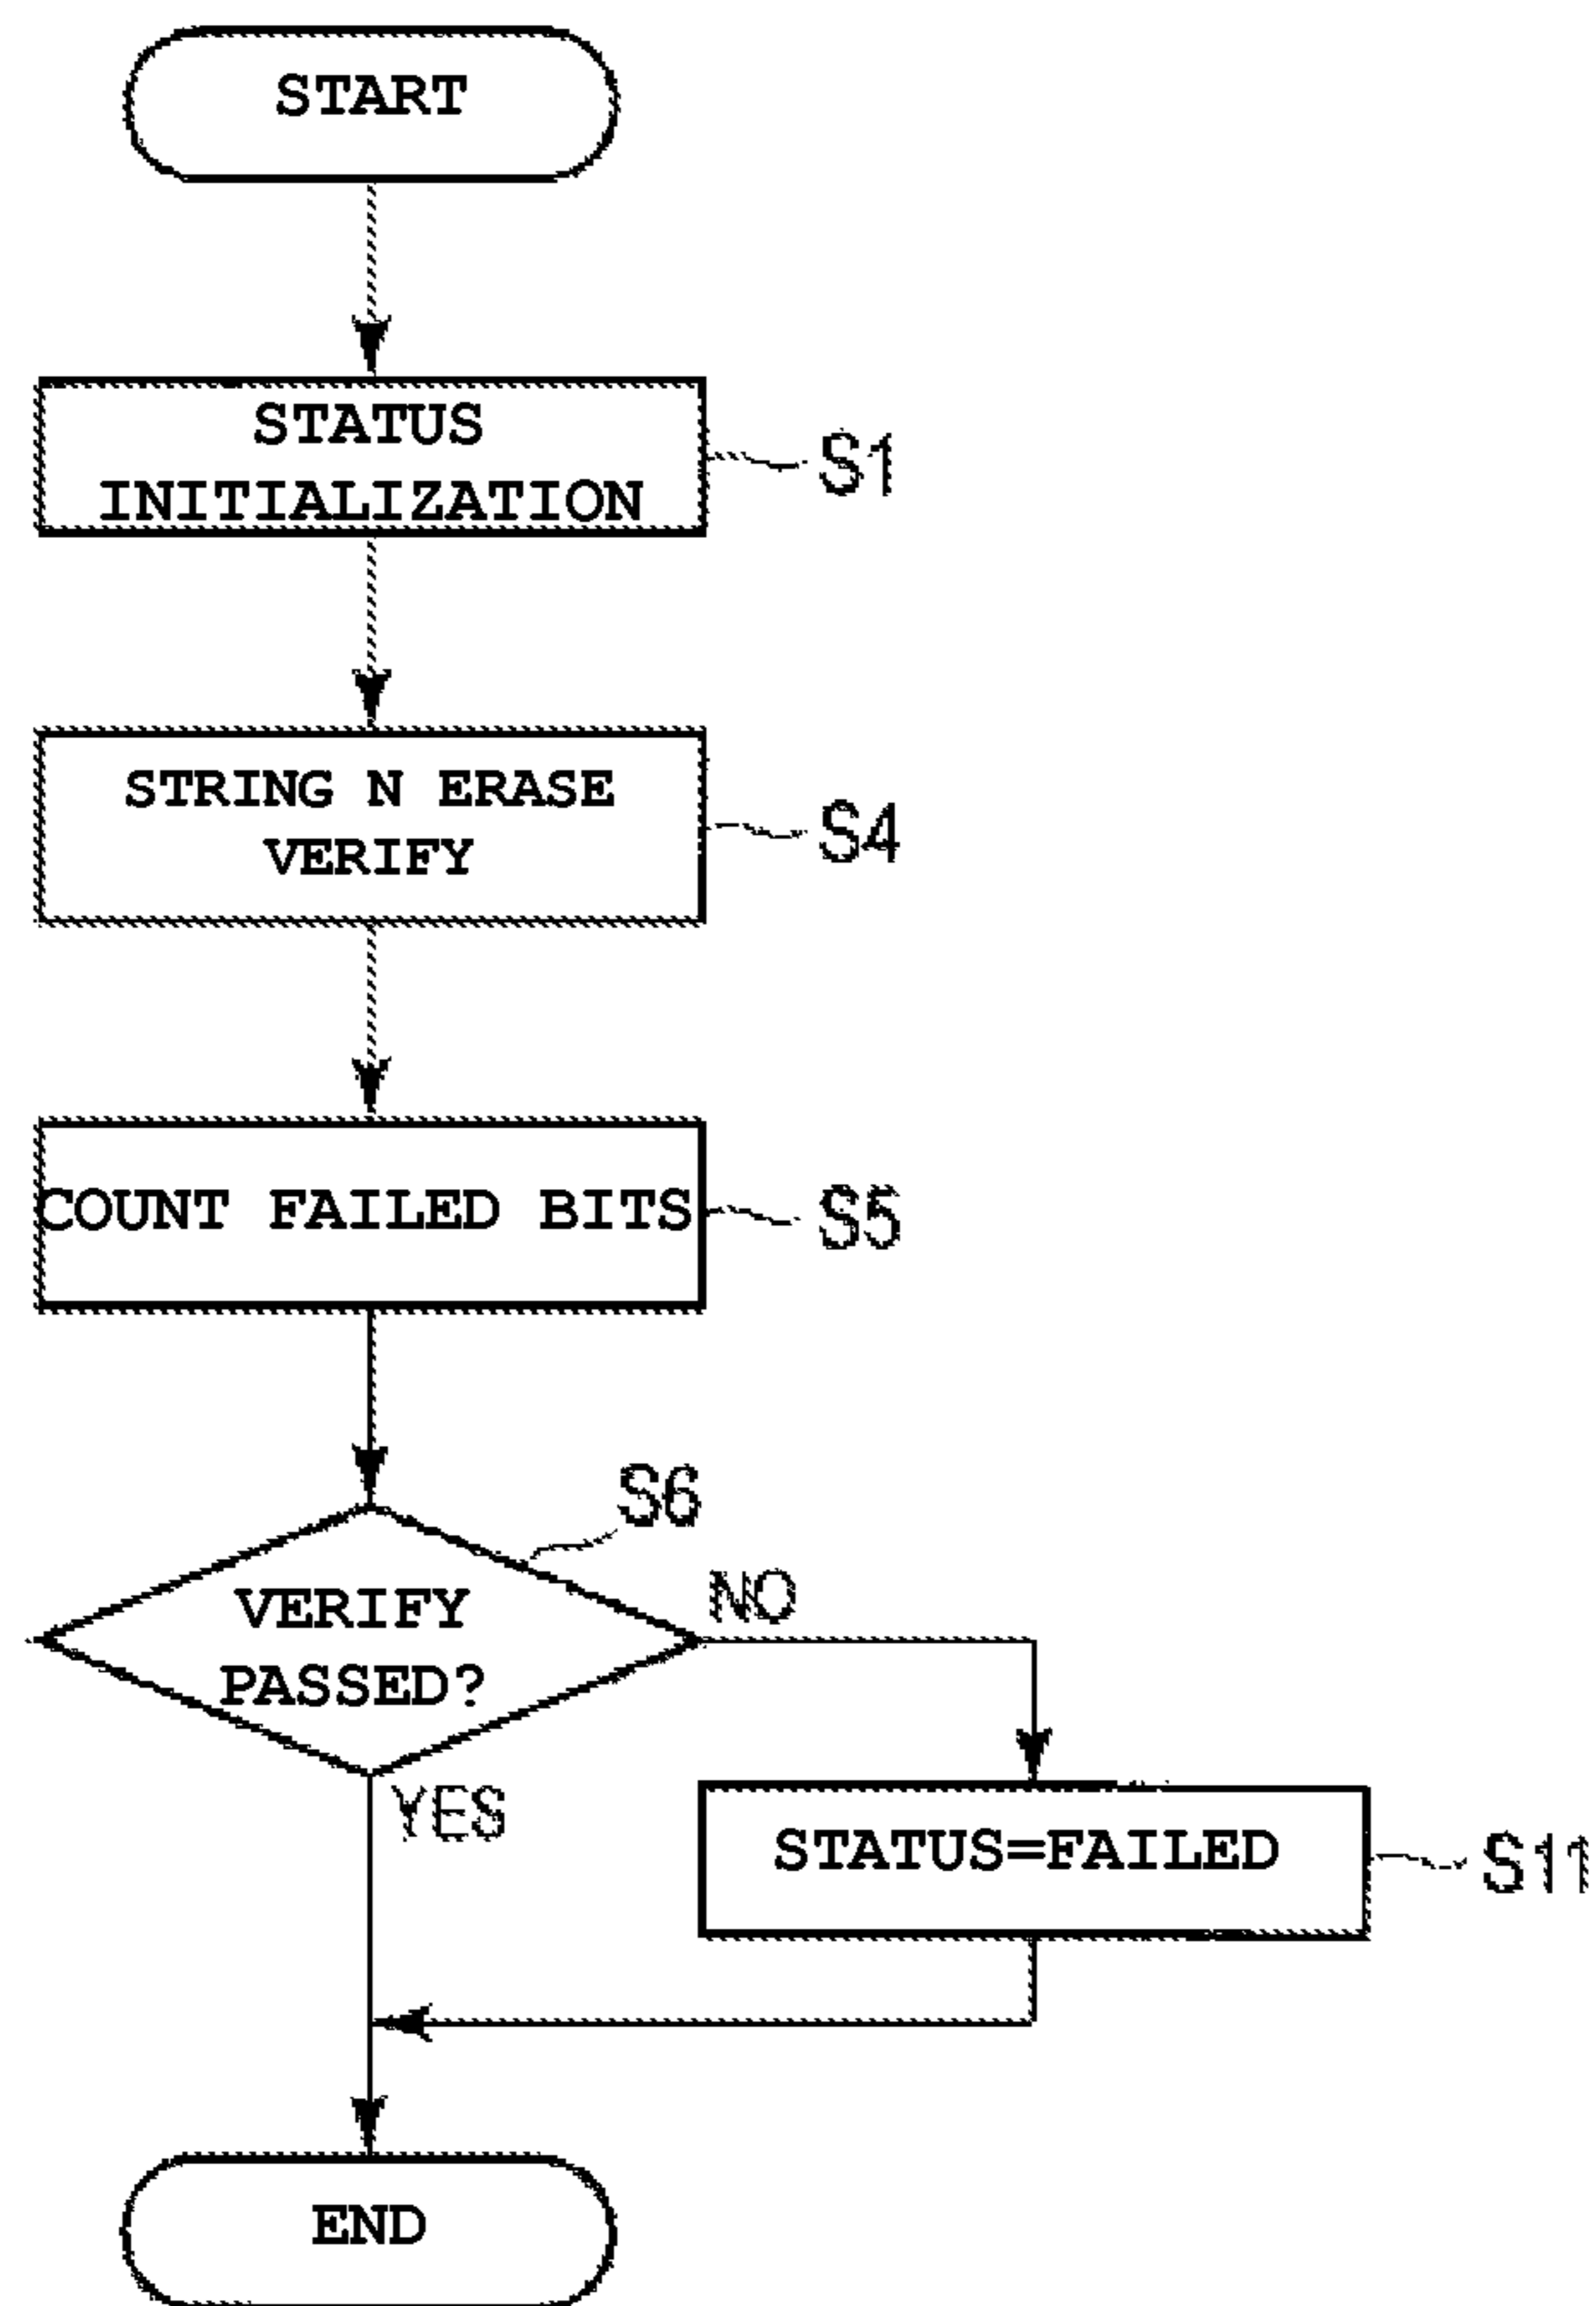 START
STATUS
INITIALIZATION
S1
STRING N ERASE
VERIFY
S4
COUNT FAILED BITS
S5
S6
VERIFY
PASSED?
NO
YES
STATUS=FAILED
S11
END